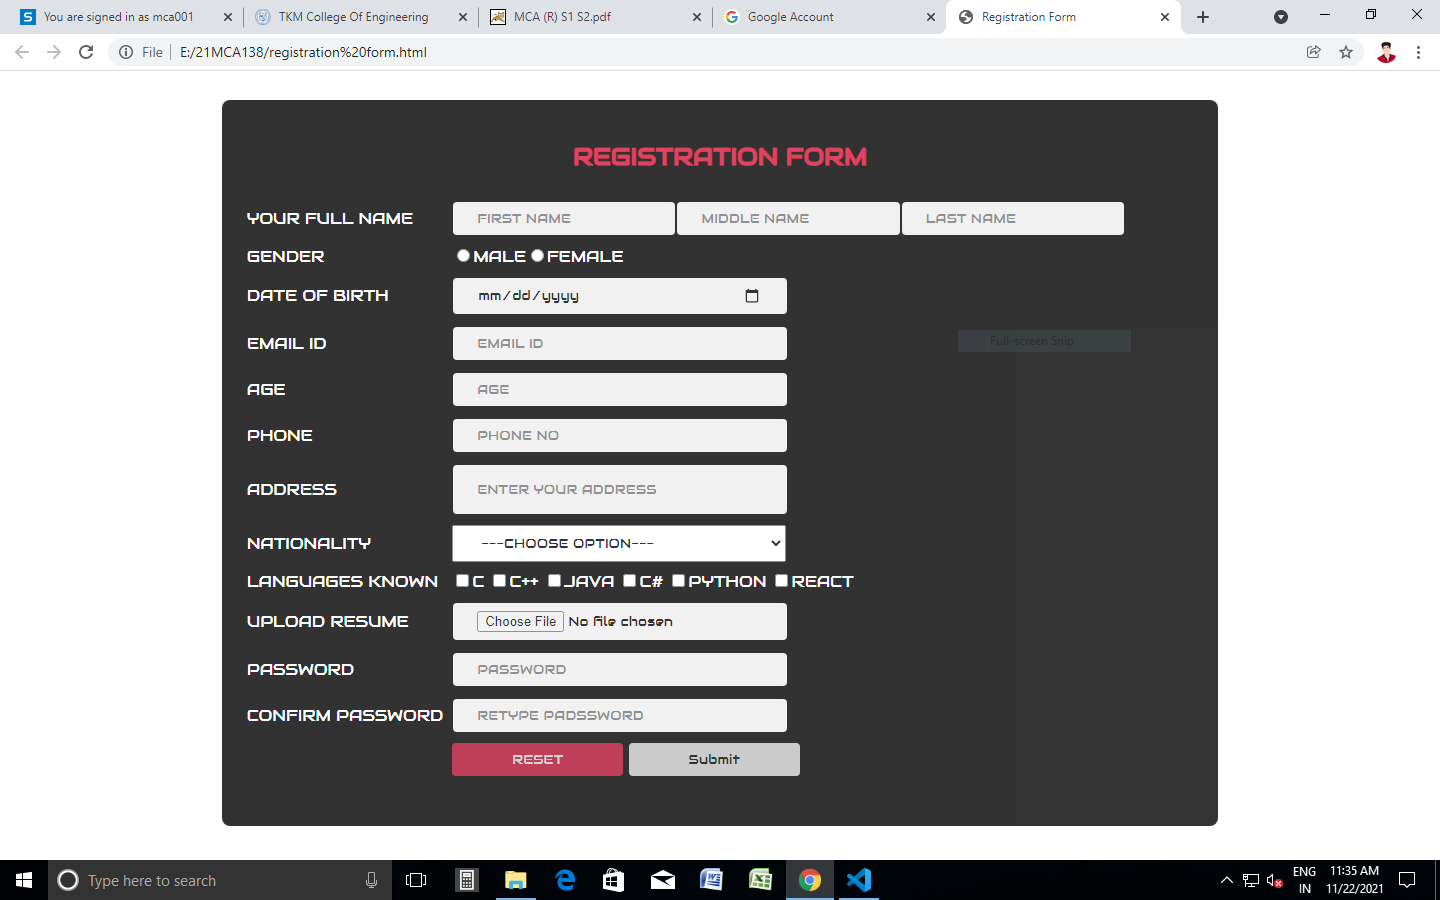 You are signed in as mca001
TKM College Of Engineering
MCA (R) S1 S2.pdf
Google Account
Registration Form
File
E:/21MCA138/registration%20form.html
REGISTRATION FORM
YOUR FULL NAME FIRST NAME MIDDLE NAME LAST NAME
GENDER MALE FEMALE
DATE OF BIRTH mm/dd/yyyy
EMAIL ID EMAIL ID
Full-screen Snip
AGE AGE
PHONE PHONE NO
ADDRESS ENTER YOUR ADDRESS
NATIONALITY ---CHOOSE OPTION---
LANGUAGES KNOWN C C++ JAVA C# PYTHON REACT
UPLOAD RESUME Choose File No file chosen
PASSWORD PASSWORD
CONFIRM PASSWORD RETYPE PADSSWORD
RESET Submit
Type here to search
ENG
IN
11:35 AM
11/22/2021